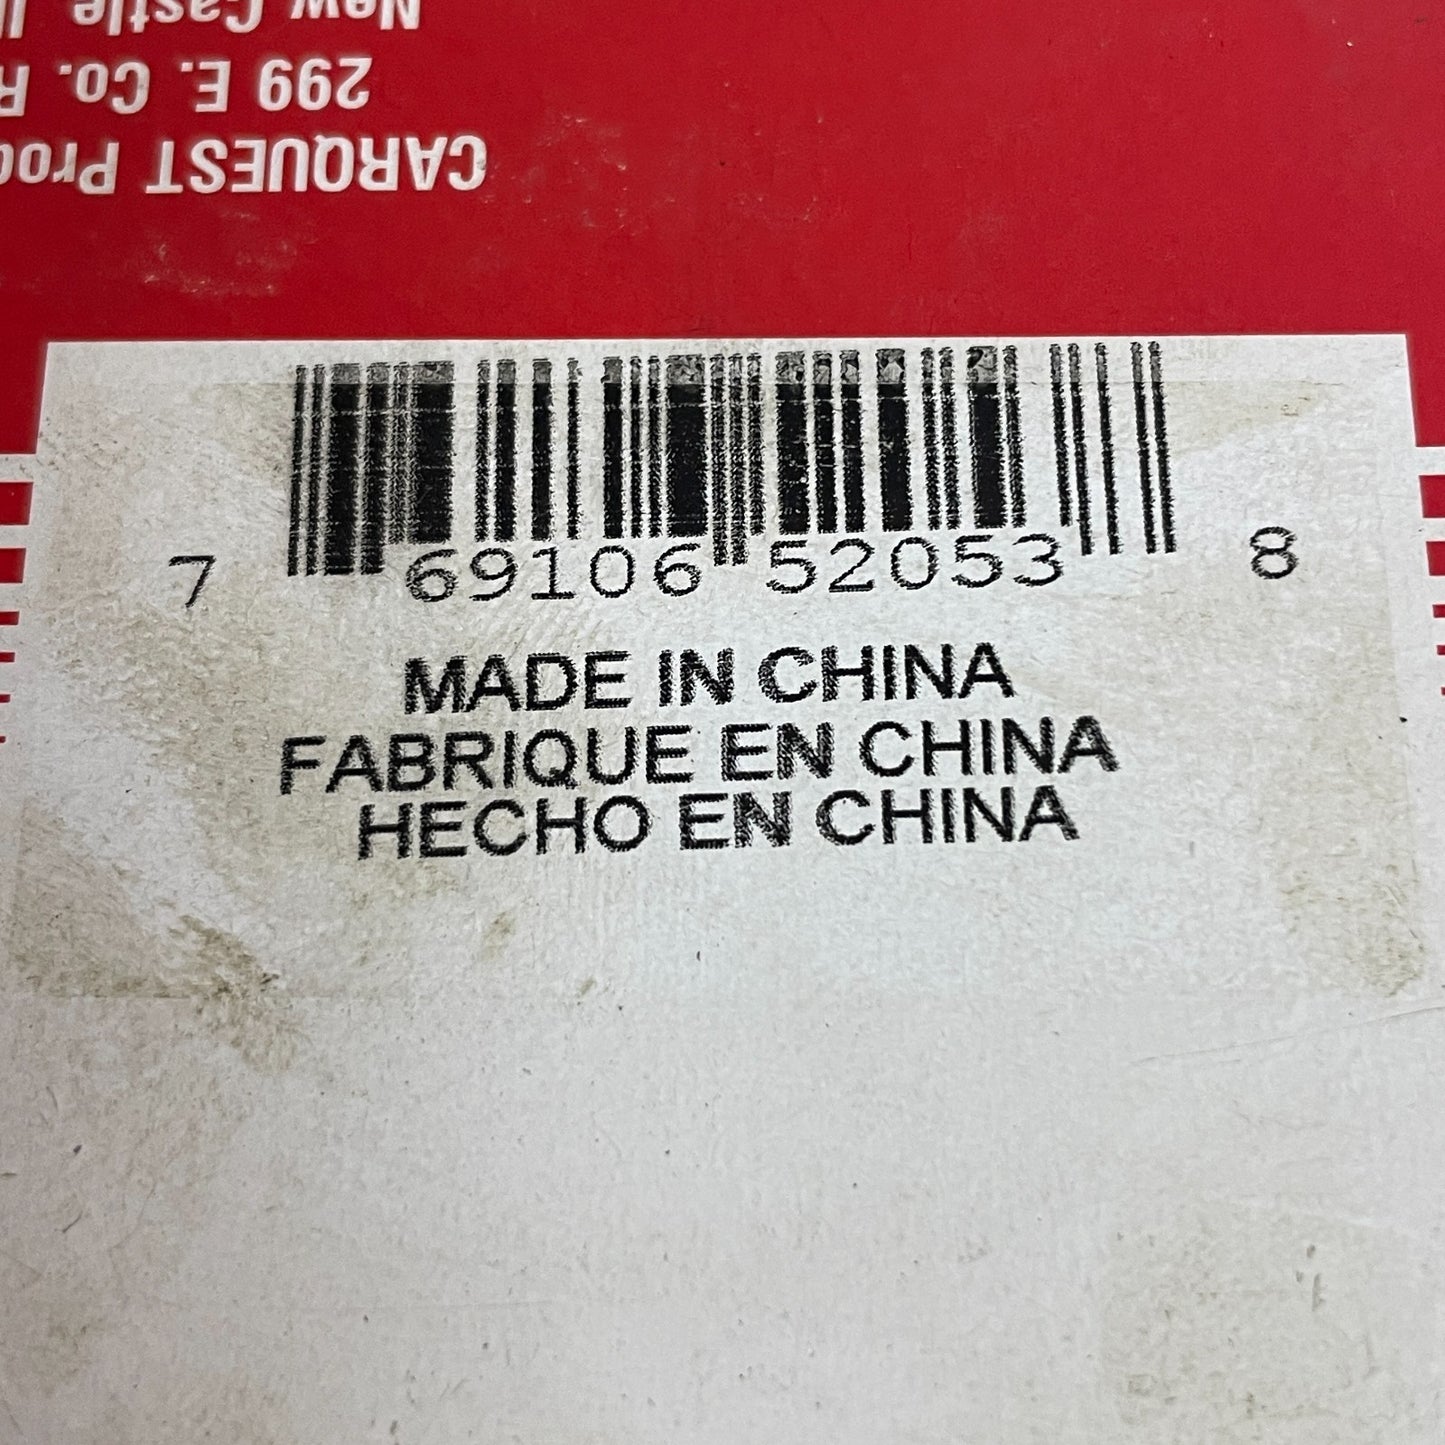 CARQUEST
299 E. Co.
New Castle,
7 69106 52053 8
MADE IN CHINA
FABRIQUE EN CHINA
HECHO EN CHINA